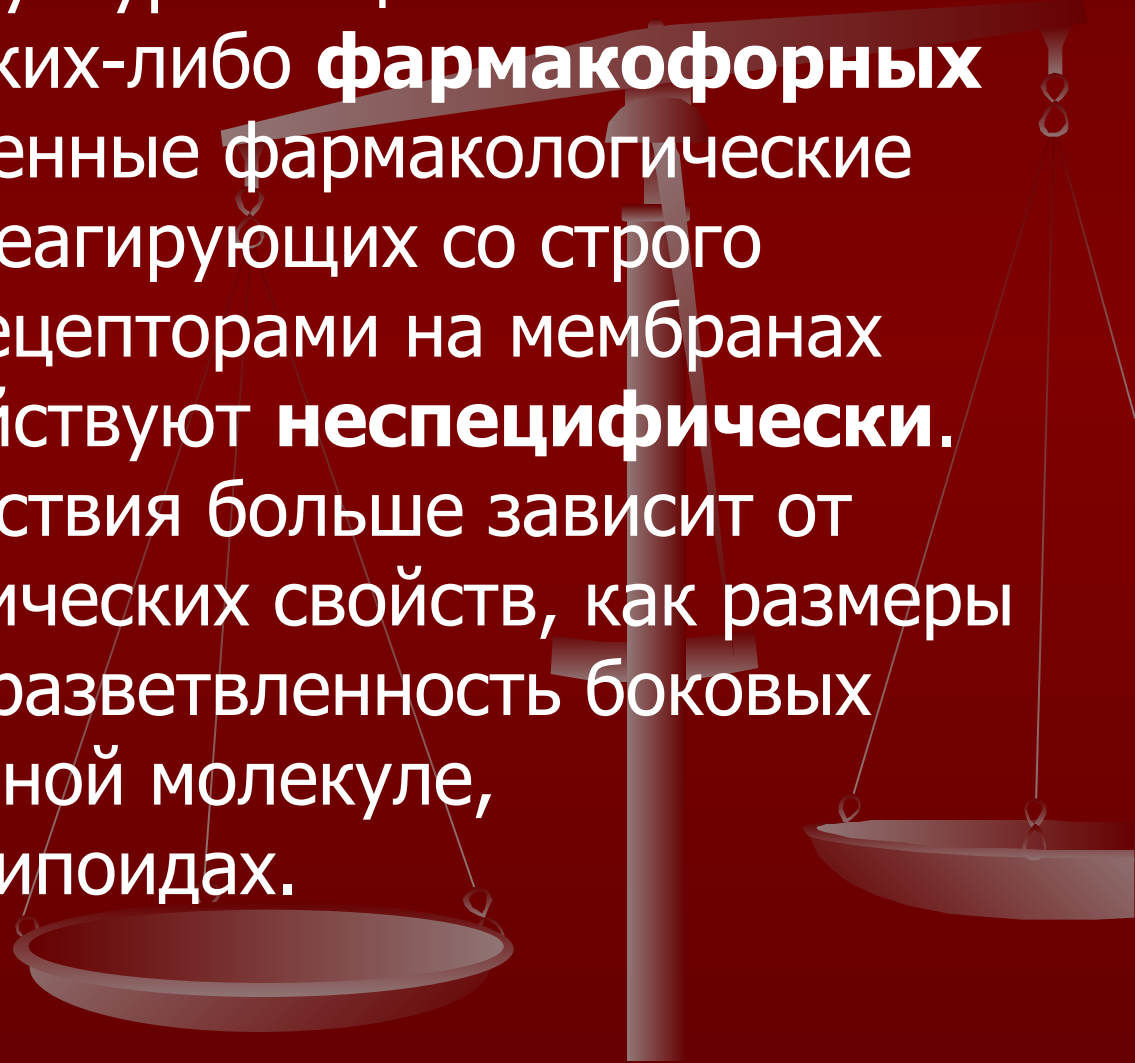 ких-либо фармакофорных
енные фармакологические
еагирующих со строго
ецепторами на мембранах
йствуют неспецифически.
ствия больше зависит от
ических свойств, как размеры
разветвленность боковых
ной молекуле,
ипоидах.